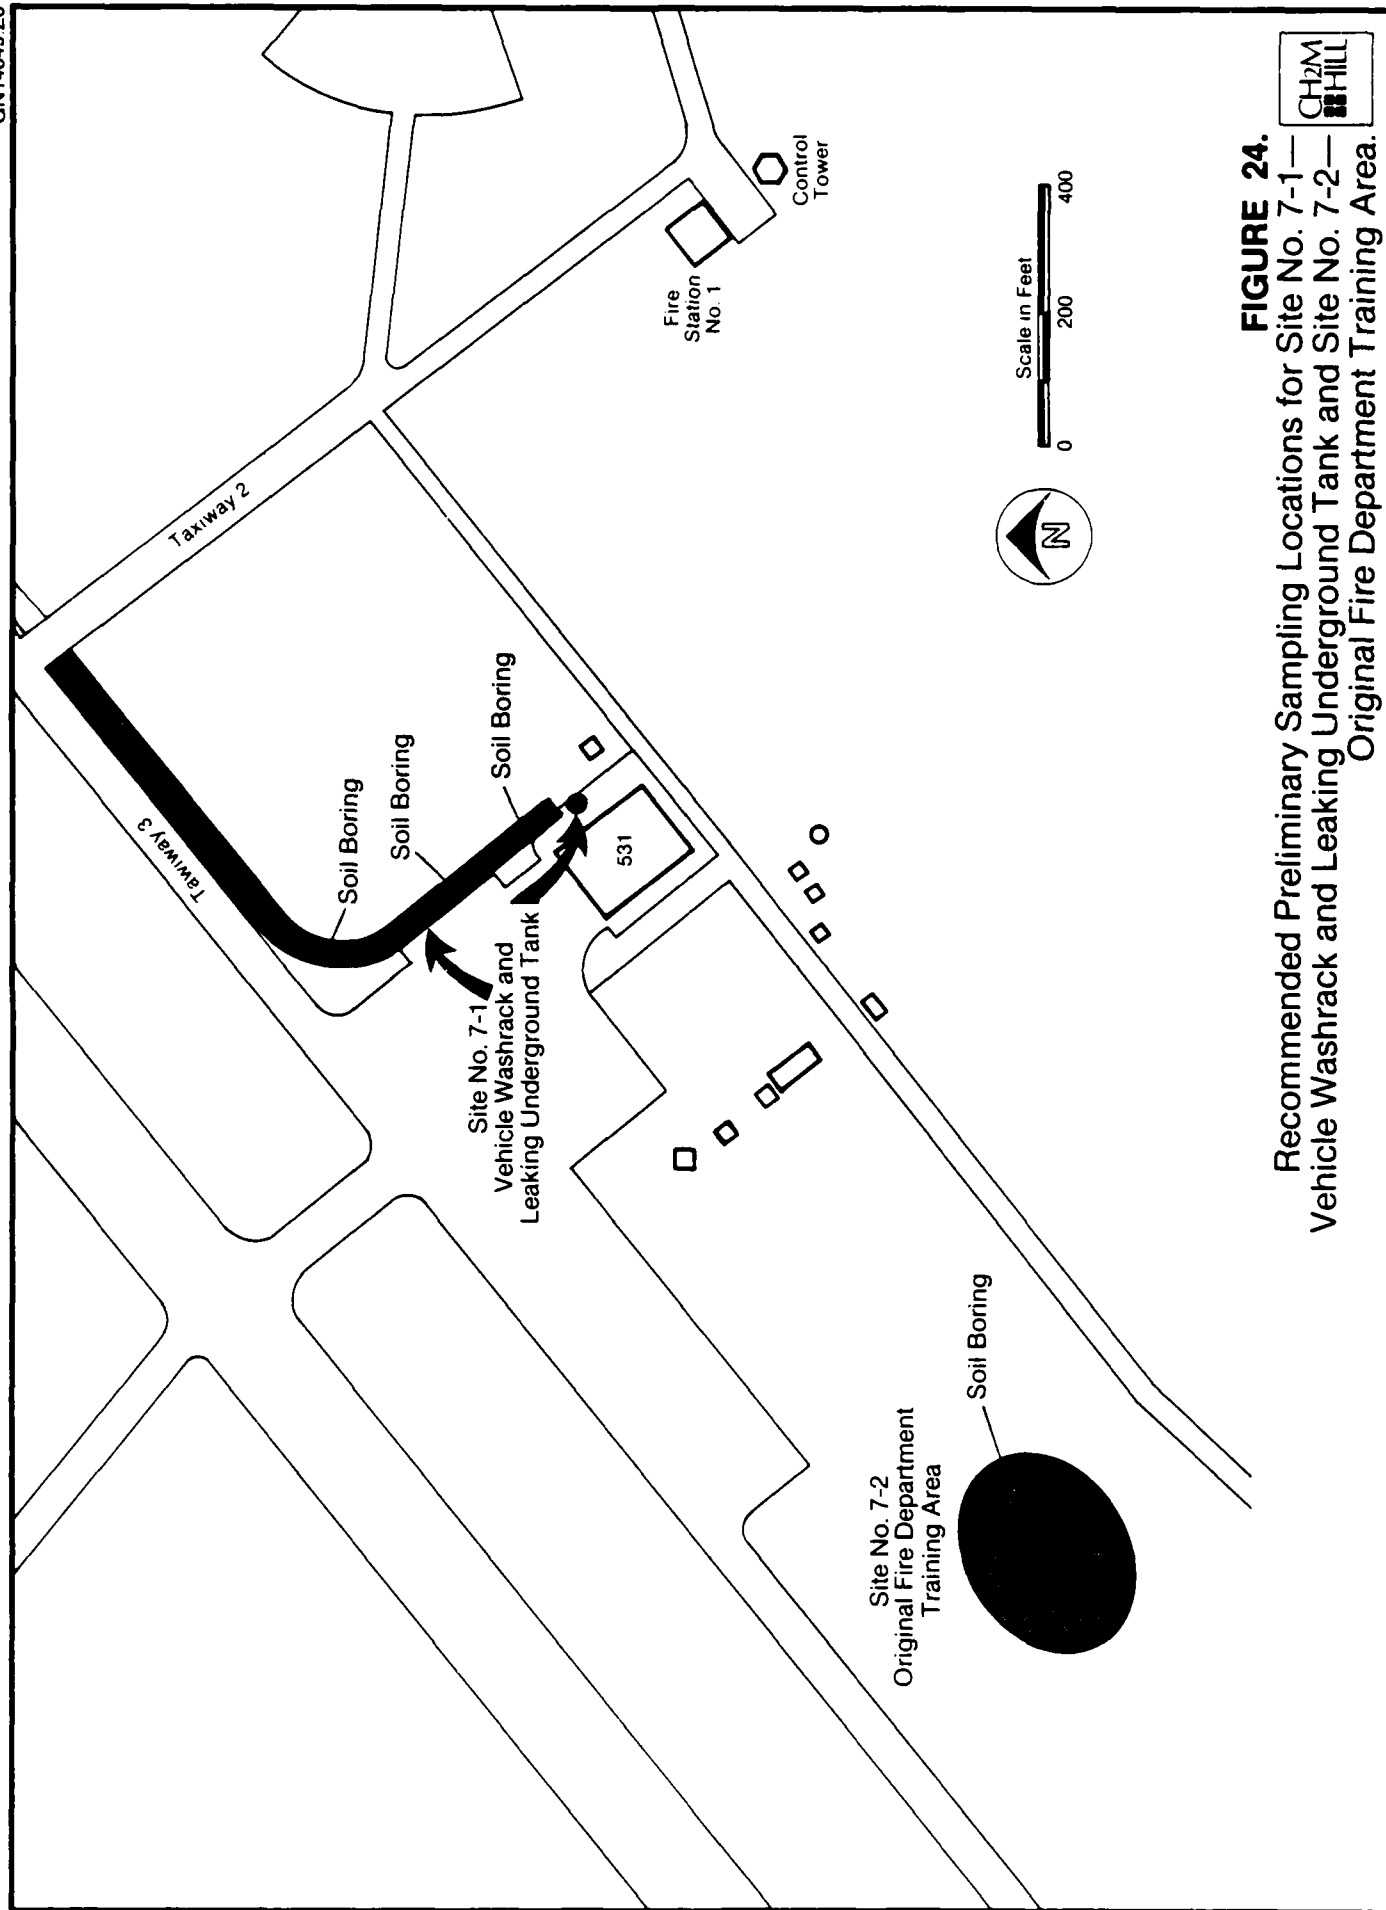 Taxiway 2
Tawiway 3
Soil Boring
Soil Boring
Soil Boring
Site No. 7-1
Vehicle Washrack and
Leaking Underground Tank
531
Fire
Station
No. 1
Control
Tower
Site No. 7-2
Original Fire Department
Training Area
Soil Boring
N
Scale in Feet
0 200 400
FIGURE 24.
Recommended Preliminary Sampling Locations for Site No. 7-1—
Vehicle Washrack and Leaking Underground Tank and Site No. 7-2—
Original Fire Department Training Area.
CH2M
HILL